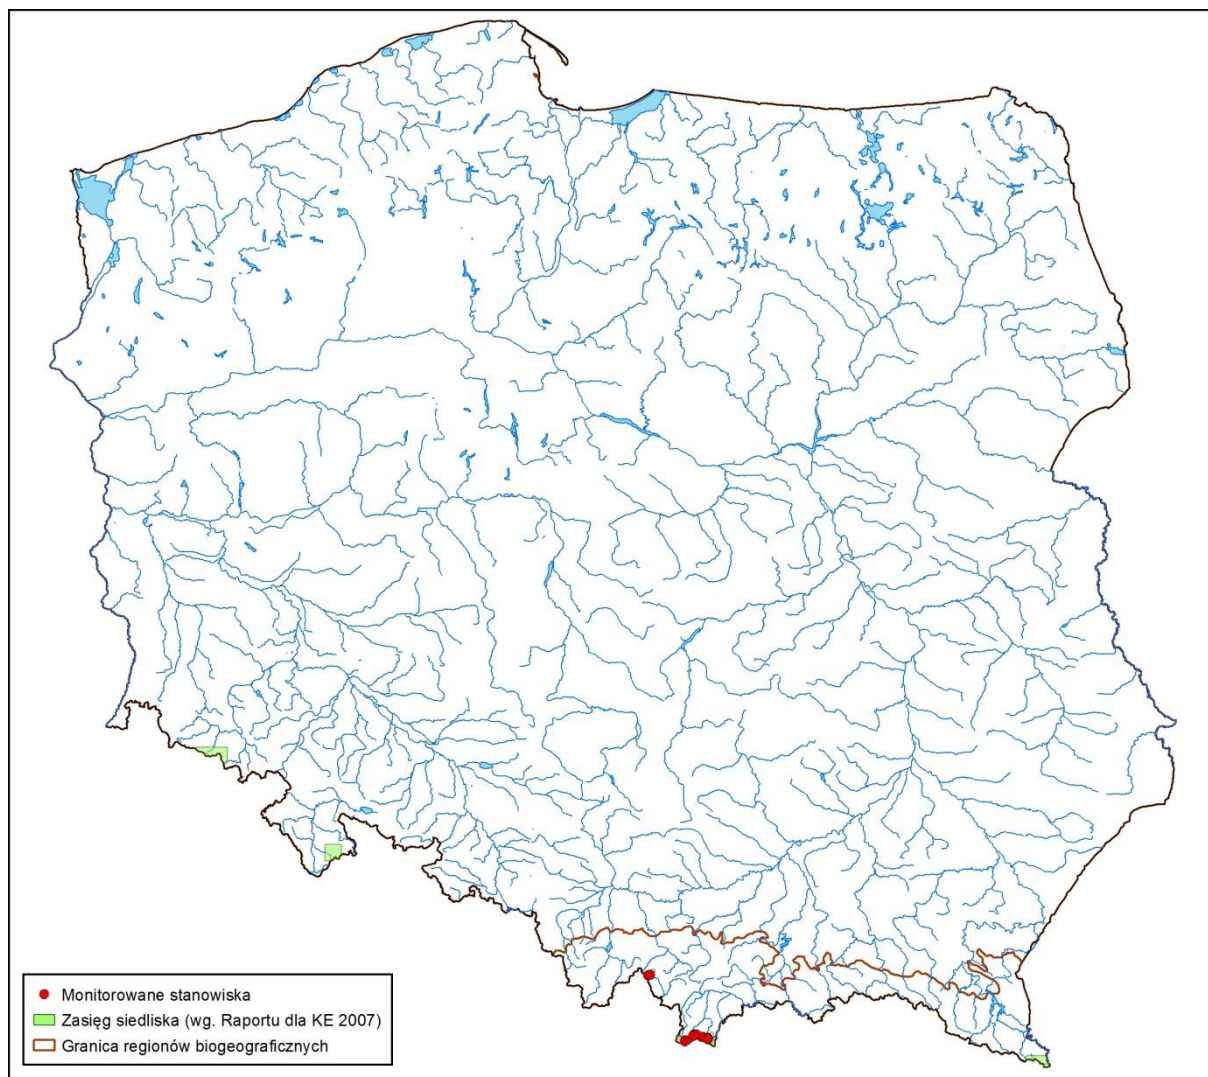 Monitorowane stanowiska
Zasięg siedliska (wg. Raportu dla KE 2007)
Granica regionów biogeograficznych